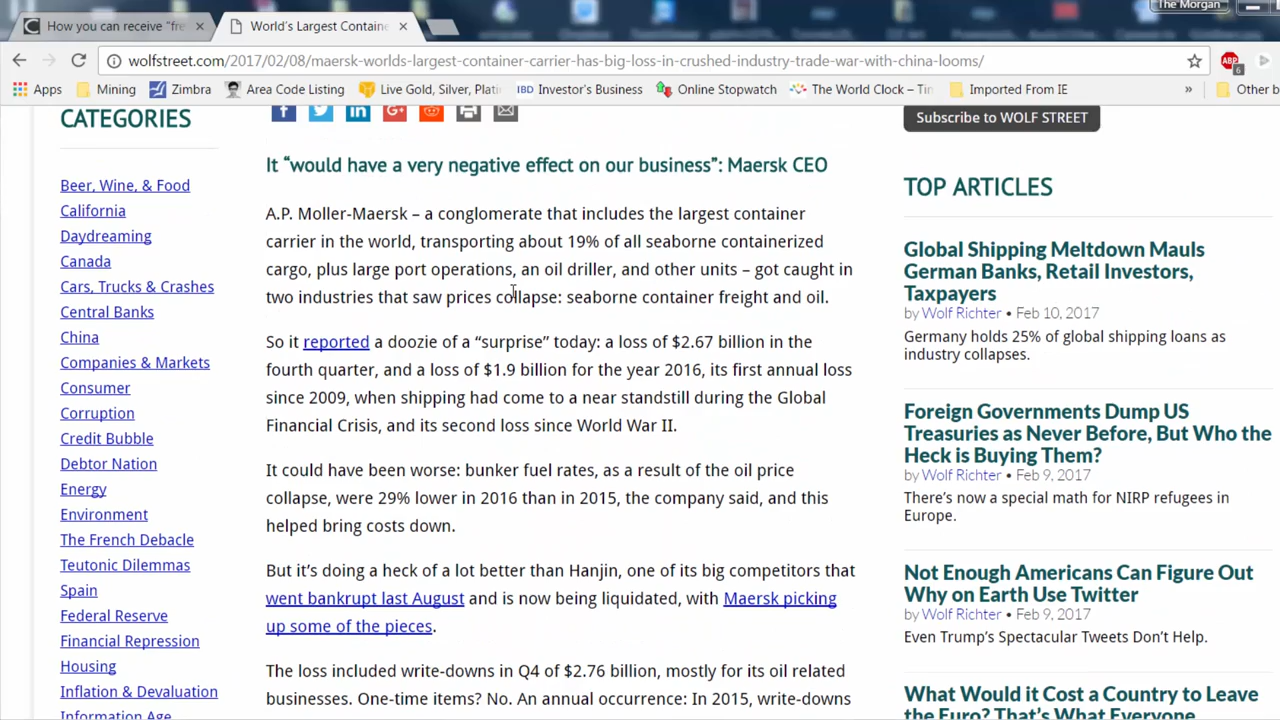 The Morgan
How you can receive "fre
World's Largest Containe
wolfstreet.com/2017/02/08/maersk-worlds-largest-container-carrier-has-big-loss-in-crushed-industry-trade-war-with-china-looms/
ABP
6
Apps
Mining
Zimbra
Area Code Listing
Live Gold, Silver, Plati
IBD Investor's Business
Online Stopwatch
The World Clock – Tin
Imported From IE
»
Other b
CATEGORIES
Beer, Wine, & Food
California
Daydreaming
Canada
Cars, Trucks & Crashes
Central Banks
China
Companies & Markets
Consumer
Corruption
Credit Bubble
Debtor Nation
Energy
Environment
The French Debacle
Teutonic Dilemmas
Spain
Federal Reserve
Financial Repression
Housing
Inflation & Devaluation
Information Age
It “would have a very negative effect on our business”: Maersk CEO
A.P. Moller-Maersk – a conglomerate that includes the largest container
carrier in the world, transporting about 19% of all seaborne containerized
cargo, plus large port operations, an oil driller, and other units – got caught in
two industries that saw prices collapse: seaborne container freight and oil.
So it reported a doozie of a “surprise” today: a loss of $2.67 billion in the
fourth quarter, and a loss of $1.9 billion for the year 2016, its first annual loss
since 2009, when shipping had come to a near standstill during the Global
Financial Crisis, and its second loss since World War II.
It could have been worse: bunker fuel rates, as a result of the oil price
collapse, were 29% lower in 2016 than in 2015, the company said, and this
helped bring costs down.
But it’s doing a heck of a lot better than Hanjin, one of its big competitors that
went bankrupt last August and is now being liquidated, with Maersk picking
up some of the pieces.
The loss included write-downs in Q4 of $2.76 billion, mostly for its oil related
businesses. One-time items? No. An annual occurrence: In 2015, write-downs
Subscribe to WOLF STREET
TOP ARTICLES
Global Shipping Meltdown Mauls
German Banks, Retail Investors,
Taxpayers
by Wolf Richter • Feb 10, 2017
Germany holds 25% of global shipping loans as
industry collapses.
Foreign Governments Dump US
Treasuries as Never Before, But Who the
Heck is Buying Them?
by Wolf Richter • Feb 9, 2017
There’s now a special math for NIRP refugees in
Europe.
Not Enough Americans Can Figure Out
Why on Earth Use Twitter
by Wolf Richter • Feb 9, 2017
Even Trump’s Spectacular Tweets Don’t Help.
What Would it Cost a Country to Leave
the Euro? That’s What Everyone